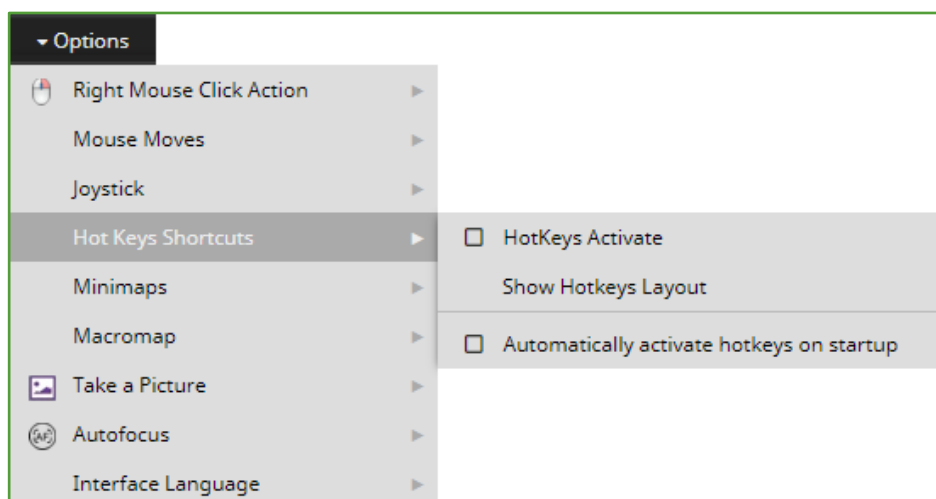 Options
Right Mouse Click Action
Mouse Moves
Joystick
Hot Keys Shortcuts
HotKeys Activate
Minimaps
Show Hotkeys Layout
Macromap
Automatically activate hotkeys on startup
Take a Picture
Autofocus
Interface Language